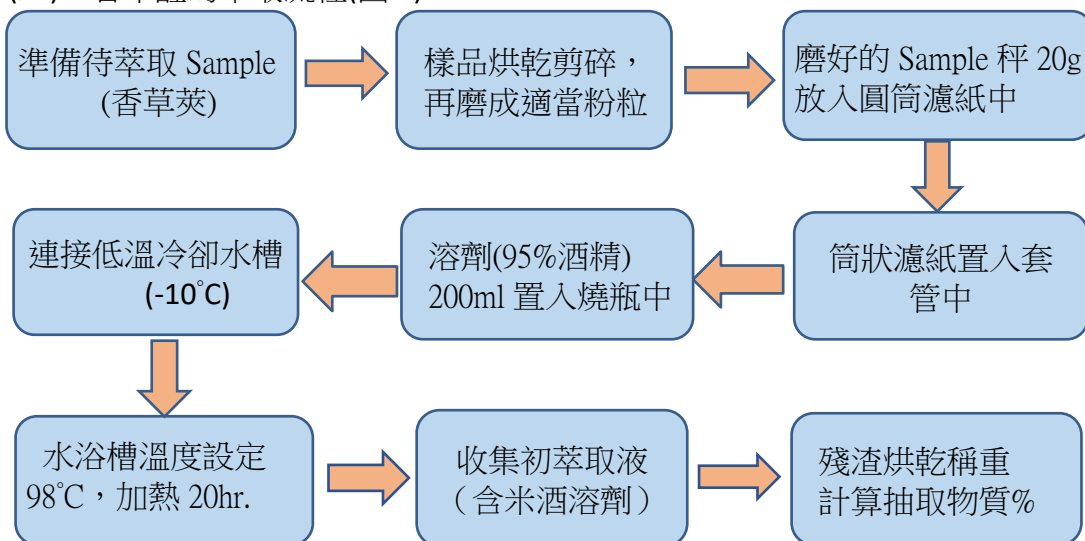 準備待萃取 Sample
(香草莢)
樣品烘乾剪碎，
再磨成適當粉粒
磨好的 Sample 秤 20g
放入圓筒濾紙中
筒狀濾紙置入套
管中
溶劑(95%酒精)
200ml 置入燒瓶中
連接低溫冷卻水槽
(-10°C)
水浴槽溫度設定
98°C，加熱 20hr.
收集初萃取液
（含米酒溶劑）
殘渣烘乾稱重
計算抽取物質%